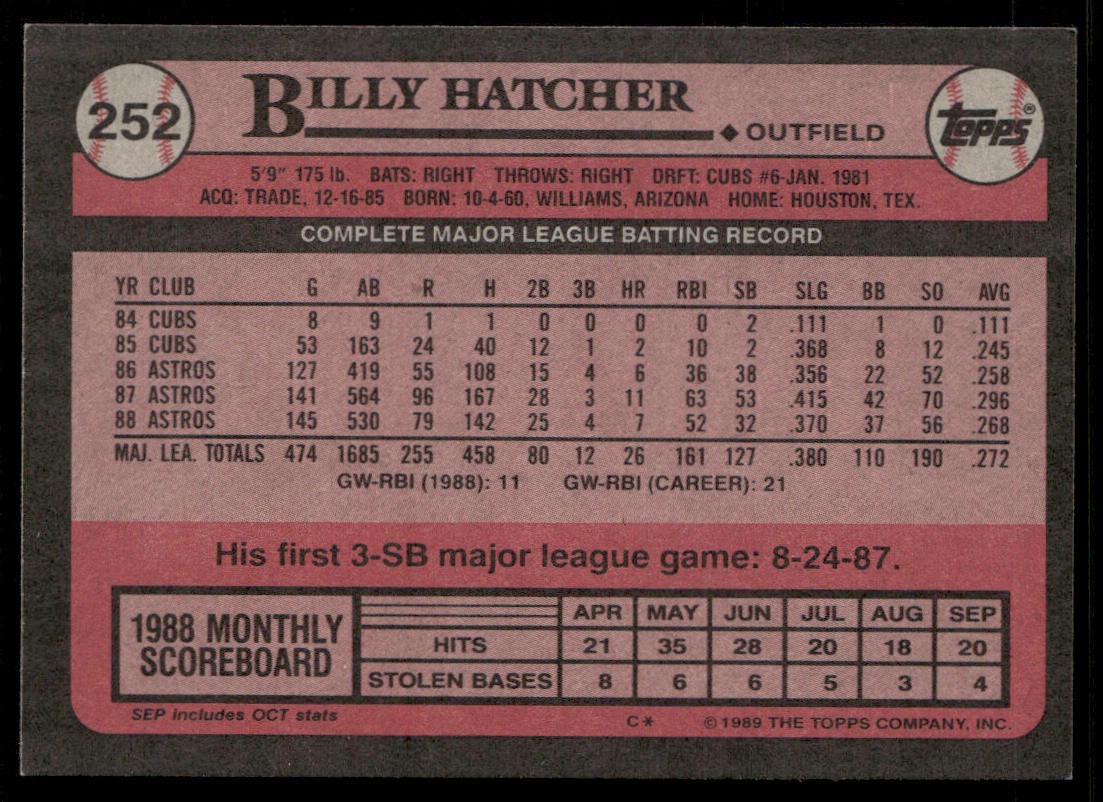 252
BILLY HATCHER
◆ OUTFIELD
topps®
5'9" 175 lb. BATS: RIGHT THROWS: RIGHT DRFT: CUBS #6-JAN. 1981
ACQ: TRADE, 12-16-85 BORN: 10-4-60, WILLIAMS, ARIZONA HOME: HOUSTON, TEX.
COMPLETE MAJOR LEAGUE BATTING RECORD
YR CLUB G AB R H 2B 3B HR RBI SB SLG BB SO AVG
84 CUBS 8 9 1 1 0 0 0 0 2 .111 1 0 .111
85 CUBS 53 163 24 40 12 1 2 10 2 .368 8 12 .245
86 ASTROS 127 419 55 108 15 4 6 36 38 .356 22 52 .258
87 ASTROS 141 564 96 167 28 3 11 63 53 .415 42 70 .296
88 ASTROS 145 530 79 142 25 4 7 52 32 .370 37 56 .268
MAJ. LEA. TOTALS 474 1685 255 458 80 12 26 161 127 .380 110 190 .272
GW-RBI (1988): 11 GW-RBI (CAREER): 21
His first 3-SB major league game: 8-24-87.
1988 MONTHLY
SCOREBOARD
APR MAY JUN JUL AUG SEP
HITS 21 35 28 20 18 20
STOLEN BASES 8 6 6 5 3 4
SEP includes OCT stats
C* ©1989 THE TOPPS COMPANY, INC.